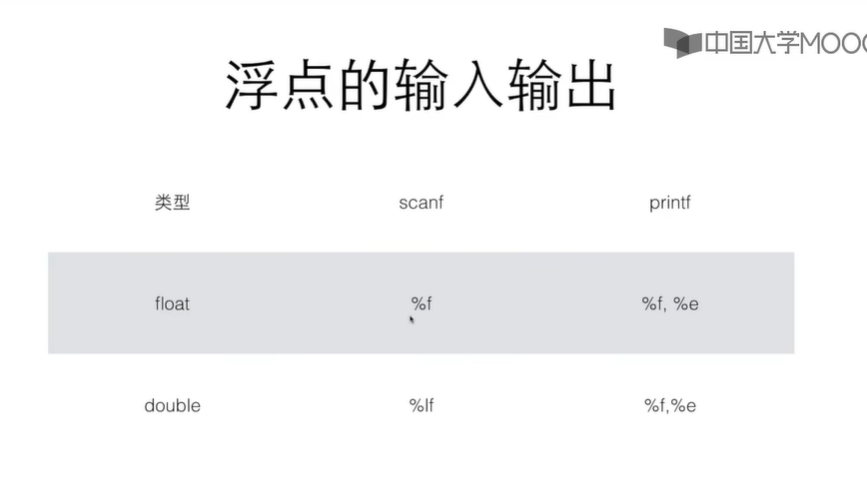 中国大学MOOC
浮点的输入输出
类型 scanf printf
float %f %f, %e
double %lf %f,%e